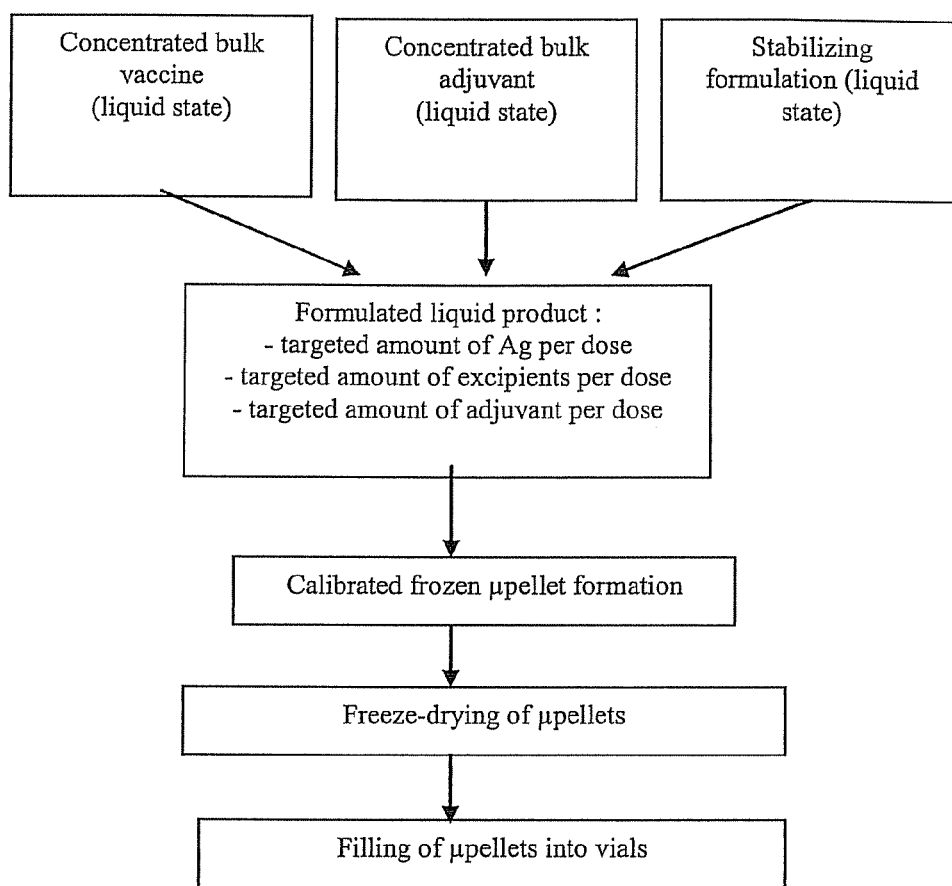 Concentrated bulk
vaccine
(liquid state)
Concentrated bulk
adjuvant
(liquid state)
Stabilizing
formulation (liquid
state)
Formulated liquid product :
- targeted amount of Ag per dose
- targeted amount of excipients per dose
- targeted amount of adjuvant per dose
Calibrated frozen µpellet formation
Freeze-drying of µpellets
Filling of µpellets into vials